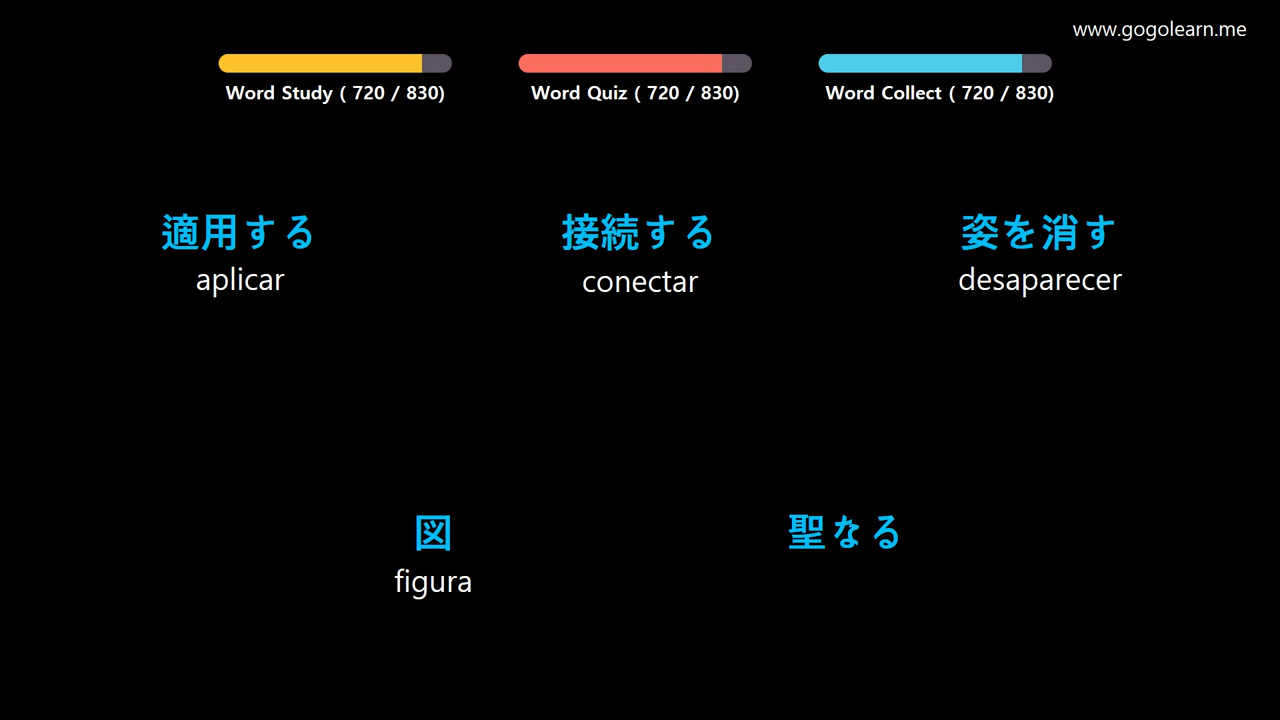 www.gogolearn.me
Word Study ( 720 / 830)
Word Quiz ( 720 / 830)
Word Collect ( 720 / 830)
適用する
aplicar
接続する
conectar
姿を消す
desaparecer
図
figura
聖なる